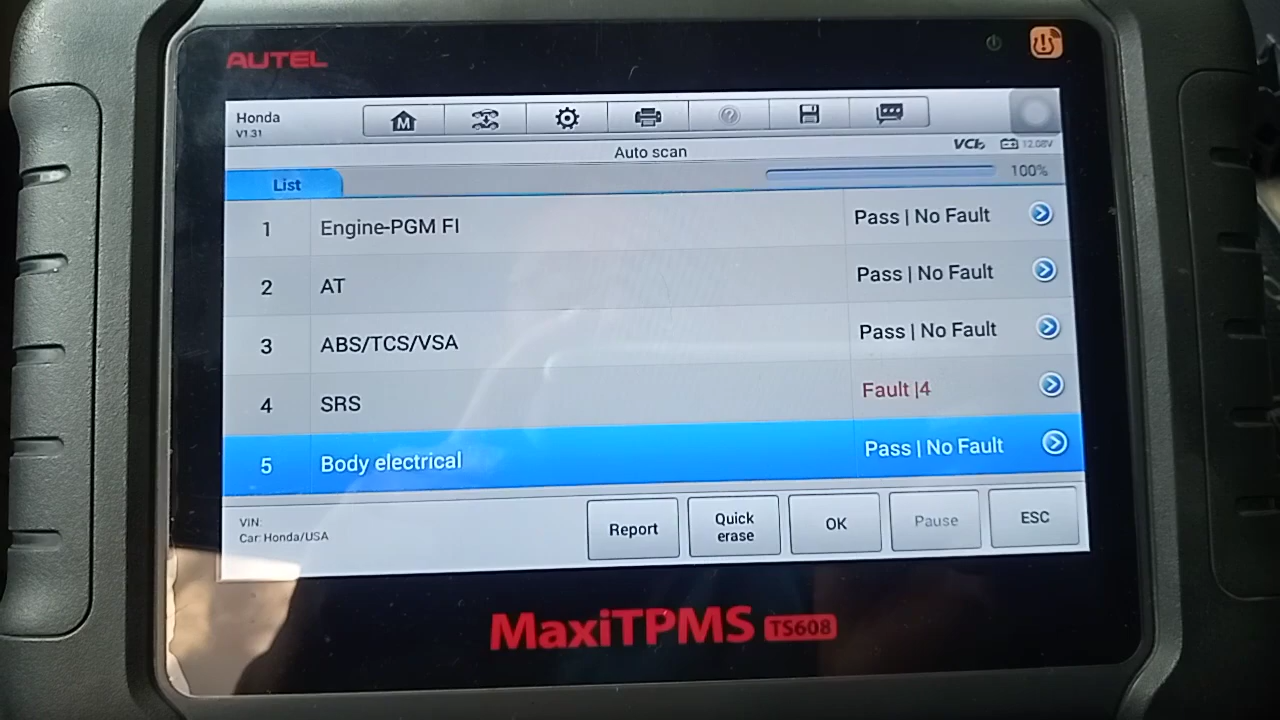 AUTEL
Honda
V1.31
M
Auto scan
VCI
12.08V
List
100%
1 Engine-PGM FI Pass | No Fault
2 AT Pass | No Fault
3 ABS/TCS/VSA Pass | No Fault
4 SRS Fault |4
5 Body electrical Pass | No Fault
VIN:
Car: Honda/USA
Report
Quick
erase
OK
Pause
ESC
MaxiTPMS TS608